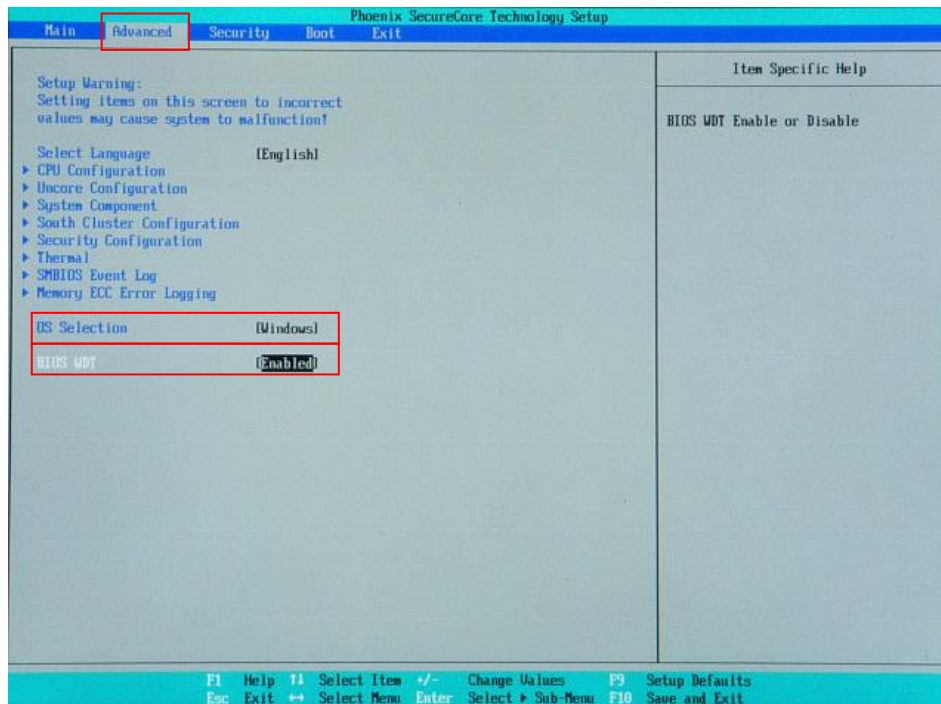 Phoenix SecureCore Technology Setup
Main Advanced Security Boot Exit
Setup Warning:
Setting items on this screen to incorrect
values may cause system to malfunction!
Select Language [English]
CPU Configuration
Uncore Configuration
System Component
South Cluster Configuration
Security Configuration
Thermal
SMBIOS Event Log
Memory ECC Error Logging
OS Selection [Windows]
BIOS WDT [Enabled]
Item Specific Help
BIOS WDT Enable or Disable
F1 Help ↑↓ Select Item +/- Change Values F9 Setup Defaults
Esc Exit ↔ Select Menu Enter Select ▶ Sub-Menu F10 Save and Exit